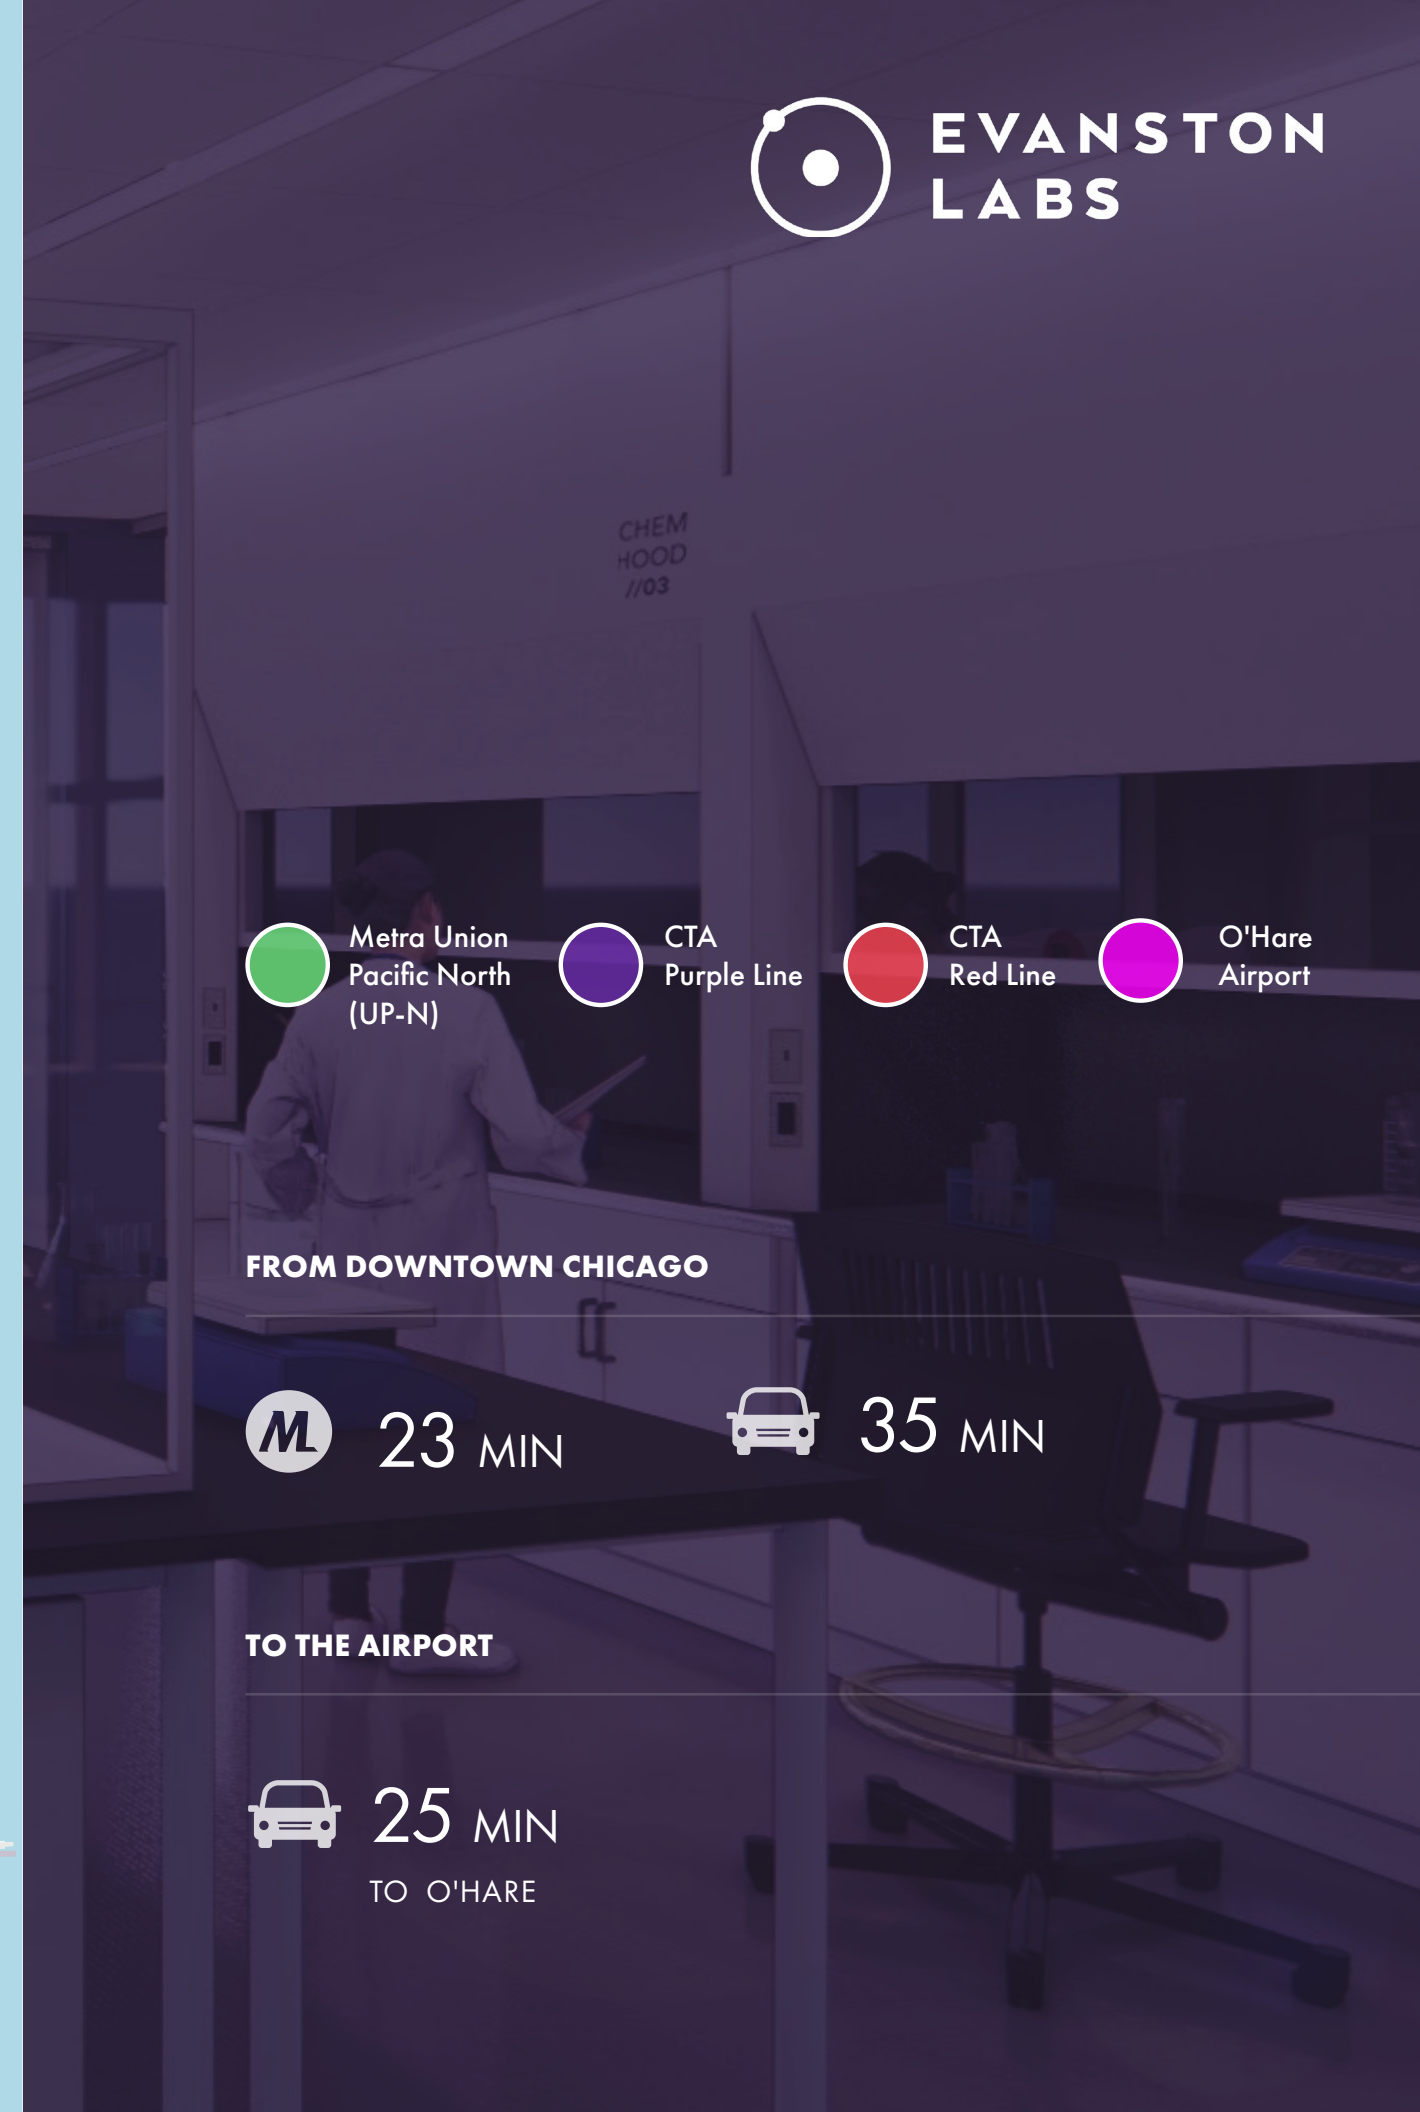 EVANSTON
LABS
CHEM
HOOD
//03
Metra Union
Pacific North
(UP-N)
CTA
Purple Line
CTA
Red Line
O'Hare
Airport
FROM DOWNTOWN CHICAGO
M 23 MIN
35 MIN
TO THE AIRPORT
25 MIN
TO O'HARE